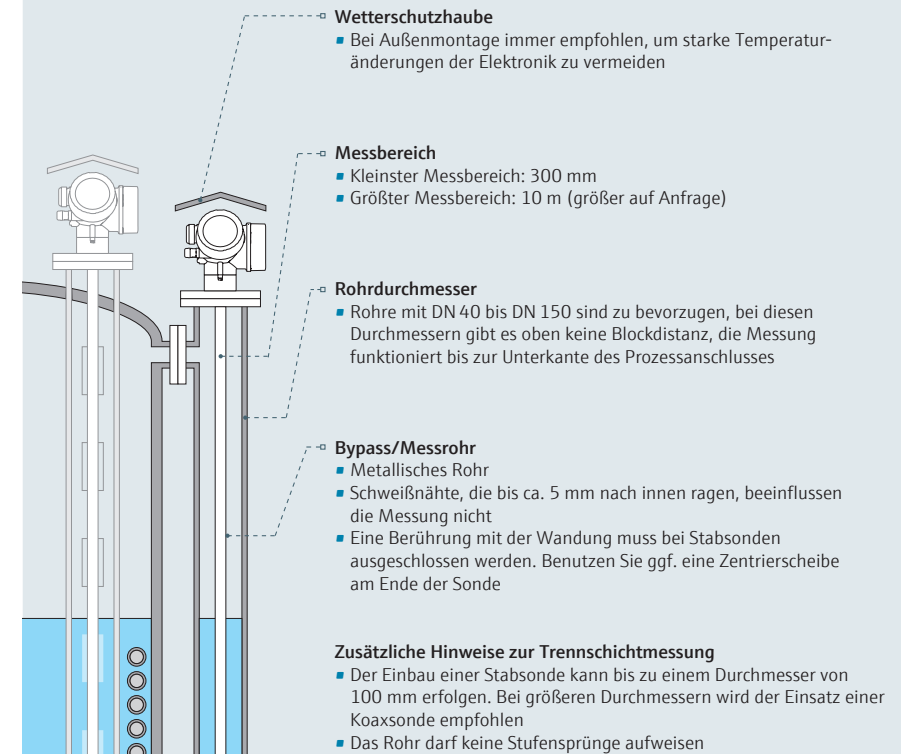 Wetterschutzhaube
▪ Bei Außenmontage immer empfohlen, um starke Temperatur-
änderungen der Elektronik zu vermeiden
Messbereich
▪ Kleinster Messbereich: 300 mm
▪ Größter Messbereich: 10 m (größer auf Anfrage)
Rohrdurchmesser
▪ Rohre mit DN 40 bis DN 150 sind zu bevorzugen, bei diesen
Durchmessern gibt es oben keine Blockdistanz, die Messung
funktioniert bis zur Unterkante des Prozessanschlusses
Bypass/Messrohr
▪ Metallisches Rohr
▪ Schweißnähte, die bis ca. 5 mm nach innen ragen, beeinflussen
die Messung nicht
▪ Eine Berührung mit der Wandung muss bei Stabsonden
ausgeschlossen werden. Benutzen Sie ggf. eine Zentrierscheibe
am Ende der Sonde
Zusätzliche Hinweise zur Trennschichtmessung
▪ Der Einbau einer Stabsonde kann bis zu einem Durchmesser von
100 mm erfolgen. Bei größeren Durchmessern wird der Einsatz einer
Koaxsonde empfohlen
▪ Das Rohr darf keine Stufensprünge aufweisen